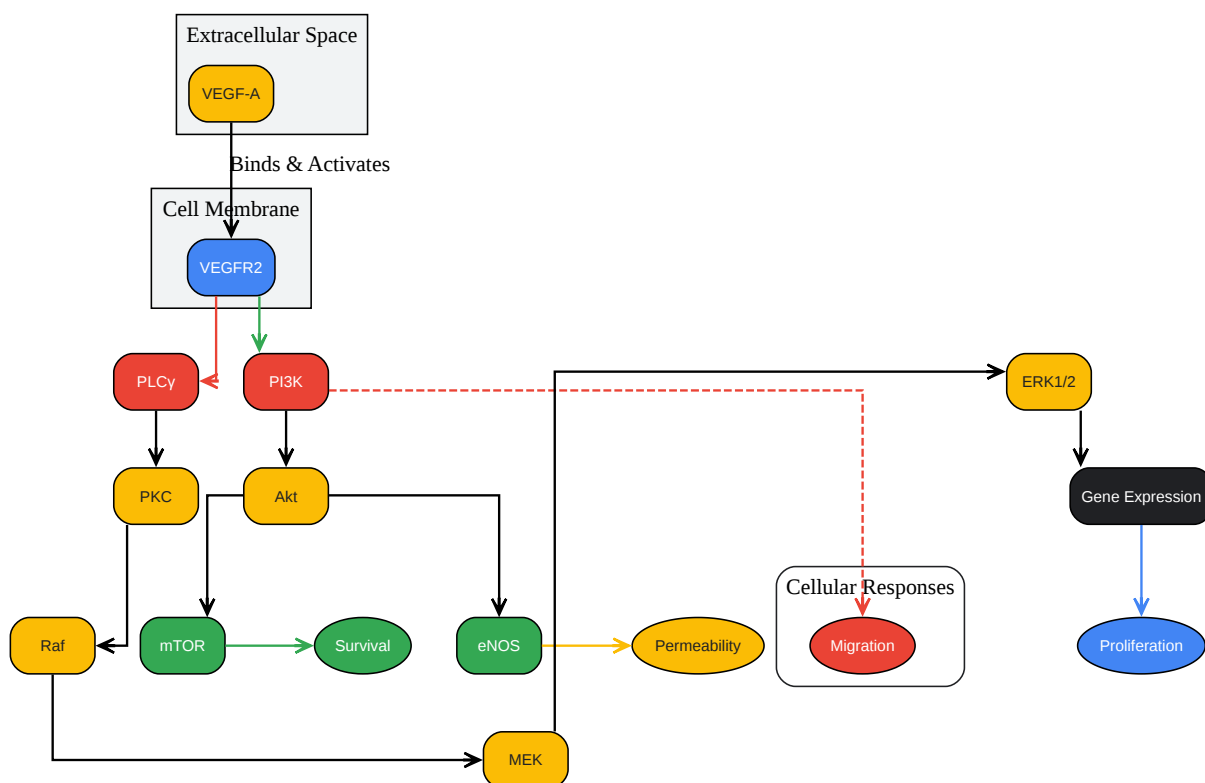 Extracellular Space
VEGF-A
Binds & Activates
Cell Membrane
VEGFR2
PLCγ
PI3K
ERK1/2
PKC
Akt
Gene Expression
Cellular Responses
Raf
mTOR
Survival
eNOS
Permeability
Migration
Proliferation
MEK